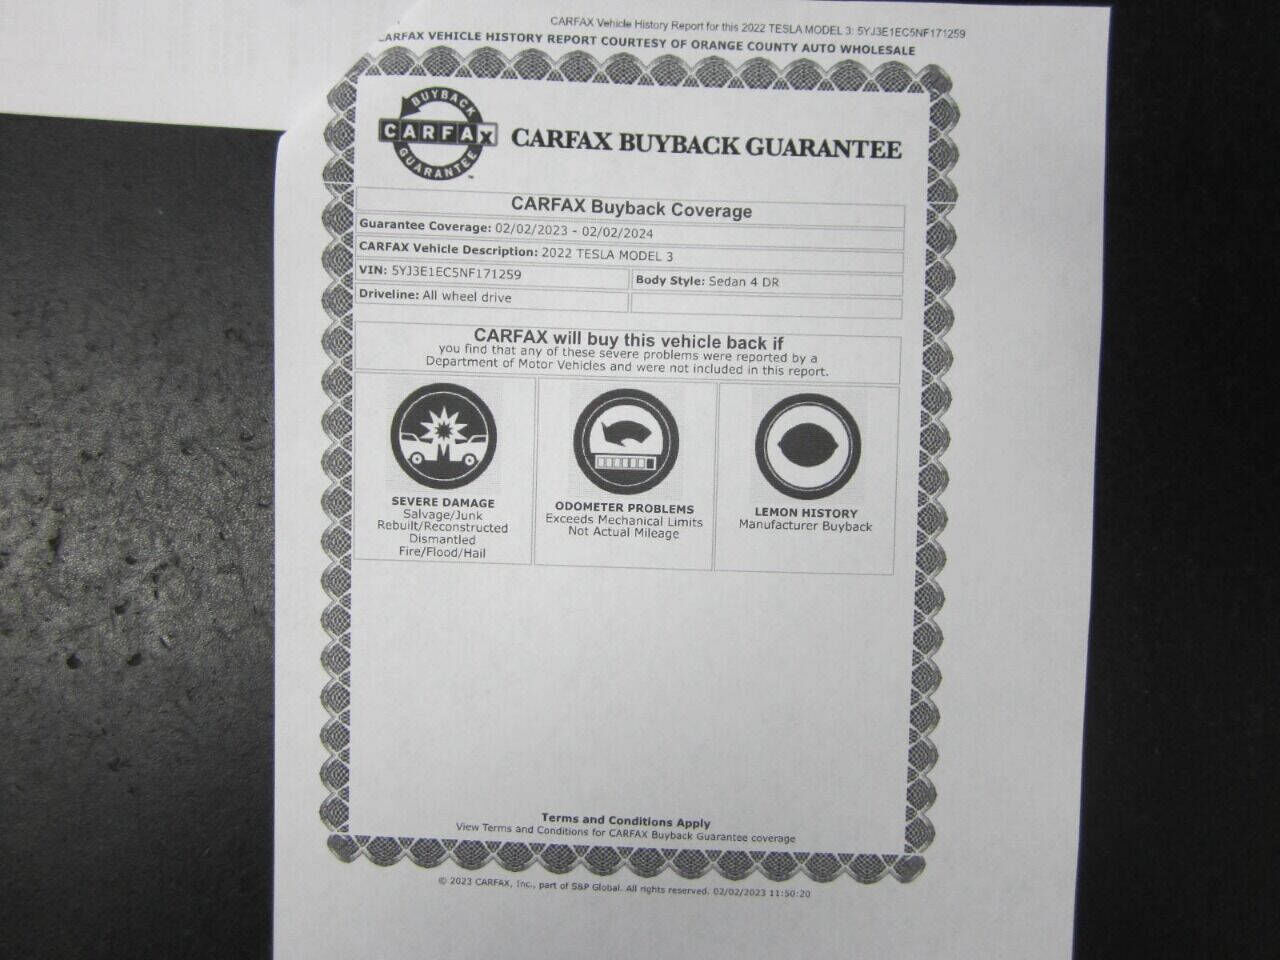 CARFAX Vehicle History Report for this 2022 TESLA MODEL 3: 5YJ3E1EC5NF171259
CARFAX VEHICLE HISTORY REPORT COURTESY OF ORANGE COUNTY AUTO WHOLESALE
BUYBACK
CARFAX
GUARANTEE
™
CARFAX BUYBACK GUARANTEE
CARFAX Buyback Coverage
Guarantee Coverage: 02/02/2023 - 02/02/2024
CARFAX Vehicle Description: 2022 TESLA MODEL 3
VIN: 5YJ3E1EC5NF171259
Body Style: Sedan 4 DR
Driveline: All wheel drive
CARFAX will buy this vehicle back if
you find that any of these severe problems were reported by a
Department of Motor Vehicles and were not included in this report.
SEVERE DAMAGE
Salvage/Junk
Rebuilt/Reconstructed
Dismantled
Fire/Flood/Hail
ODOMETER PROBLEMS
Exceeds Mechanical Limits
Not Actual Mileage
LEMON HISTORY
Manufacturer Buyback
Terms and Conditions Apply
View Terms and Conditions for CARFAX Buyback Guarantee coverage
© 2023 CARFAX, Inc., part of S&P Global. All rights reserved. 02/02/2023 11:50:20